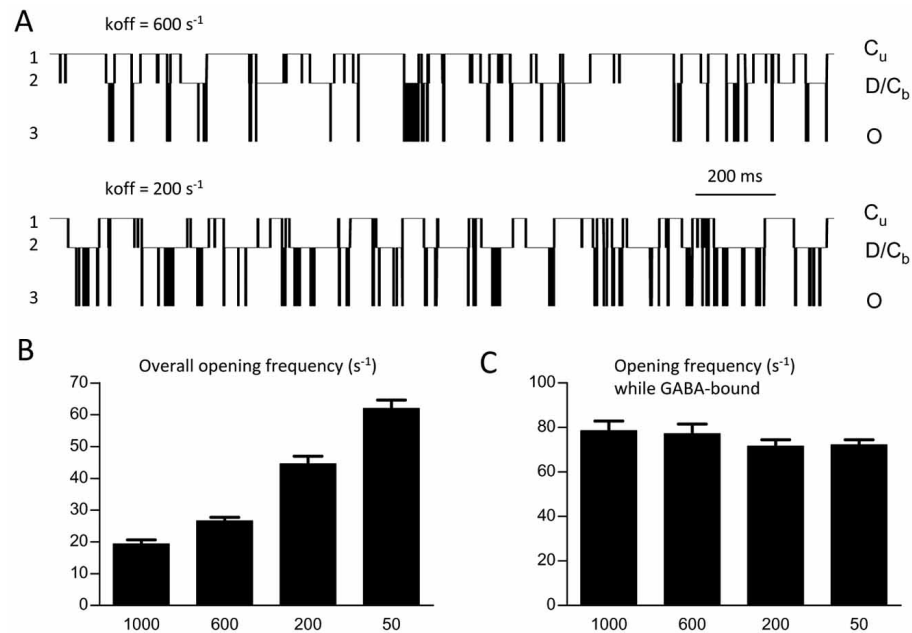 A
koff = 600 s-1
1
2
3
Cu
D/Cb
O
200 ms
koff = 200 s-1
1
2
3
Cu
D/Cb
O
B
Overall opening frequency (s-1)
70
60
50
40
30
20
10
0
1000 600 200 50
C
Opening frequency (s-1)
while GABA-bound
100
80
60
40
20
0
1000 600 200 50